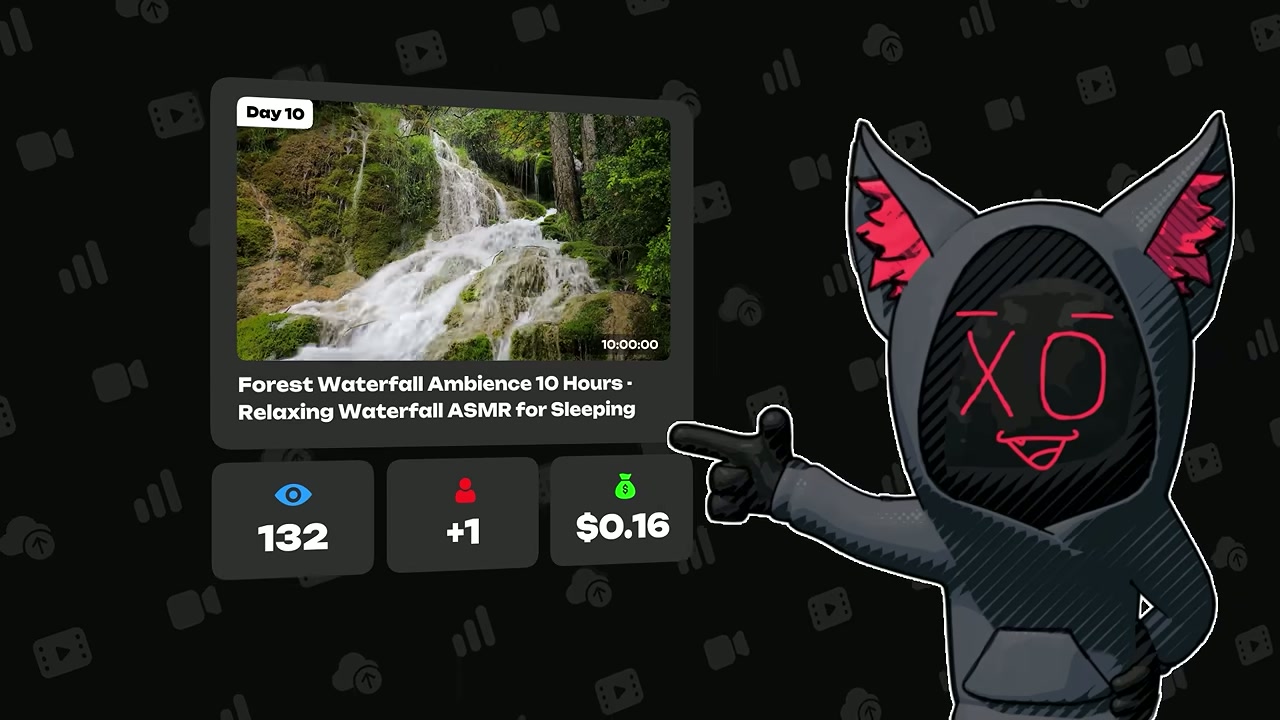 Day 10
10:00:00
Forest Waterfall Ambience 10 Hours -
Relaxing Waterfall ASMR for Sleeping
132
+1
$0.16
XO